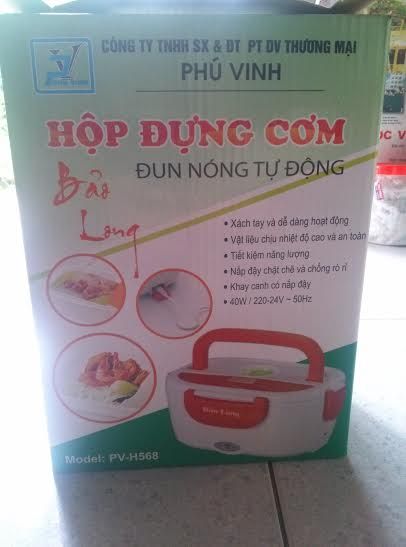 CÔNG TY TNHH SX & ĐT PT DV THƯƠNG MẠI
PHÚ VINH
HỘP ĐỰNG CƠM
ĐUN NÓNG TỰ ĐỘNG
Bảo
Long
• Xách tay và dễ dàng hoạt động
• Vật liệu chịu nhiệt độ cao và an toàn
• Tiết kiệm năng lượng
• Nắp đậy chặt chẽ và chống rò rỉ
• Khay canh có nắp đậy
• 40W / 220-24V ~ 50Hz
Bảo Long
Model: PV-H568